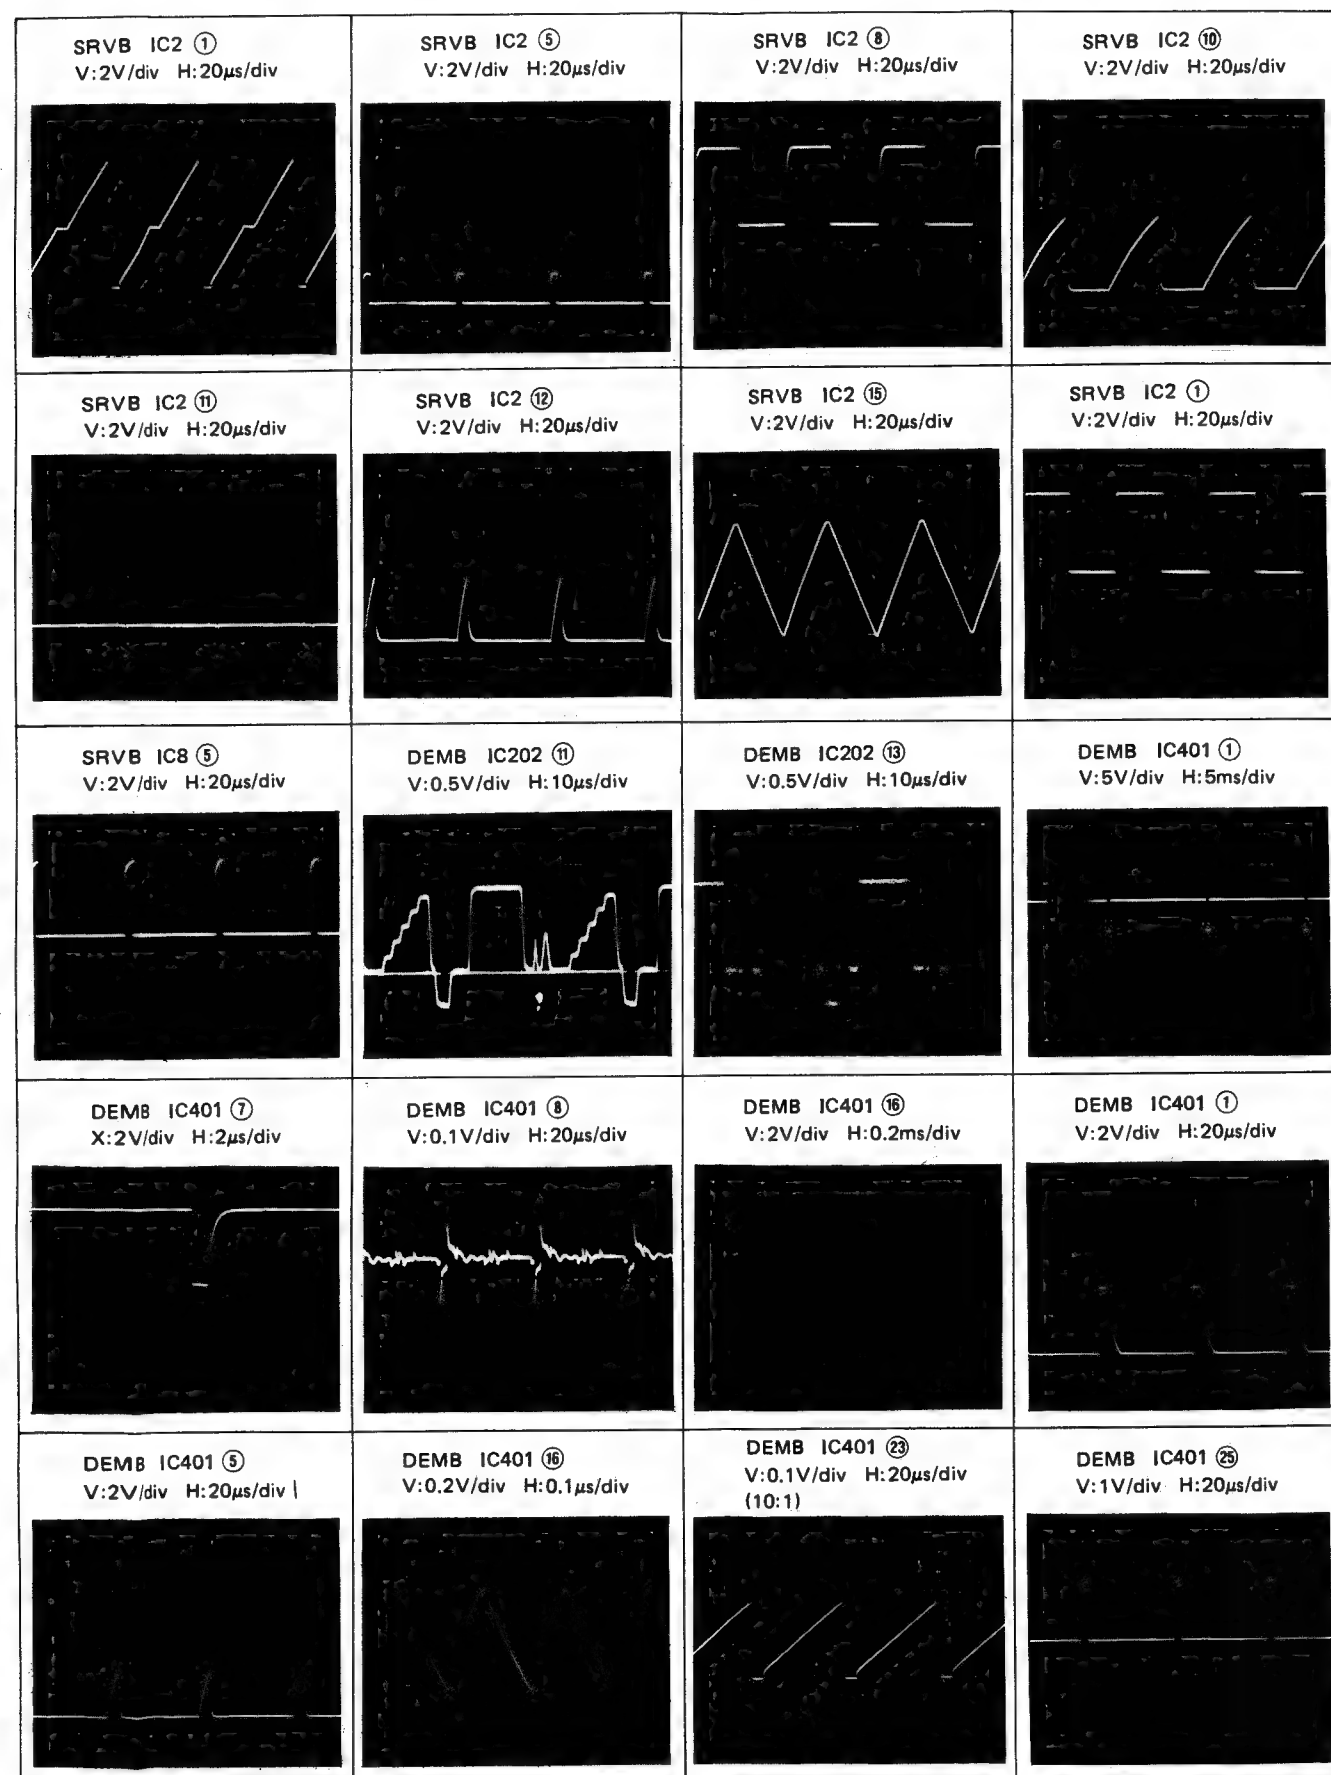 SRVB IC2 ①
V:2V/div H:20µs/div
SRVB IC2 ⑤
V:2V/div H:20µs/div
SRVB IC2 ⑧
V:2V/div H:20µs/div
SRVB IC2 ⑩
V:2V/div H:20µs/div
SRVB IC2 ⑪
V:2V/div H:20µs/div
SRVB IC2 ⑫
V:2V/div H:20µs/div
SRVB IC2 ⑮
V:2V/div H:20µs/div
SRVB IC2 ①
V:2V/div H:20µs/div
SRVB IC8 ⑤
V:2V/div H:20µs/div
DEMB IC202 ⑪
V:0.5V/div H:10µs/div
DEMB IC202 ⑬
V:0.5V/div H:10µs/div
DEMB IC401 ①
V:5V/div H:5ms/div
DEMB IC401 ⑦
X:2V/div H:2µs/div
DEMB IC401 ⑧
V:0.1V/div H:20µs/div
DEMB IC401 ⑯
V:2V/div H:0.2ms/div
DEMB IC401 ①
V:2V/div H:20µs/div
DEMB IC401 ⑤
V:2V/div H:20µs/div
DEMB IC401 ⑯
V:0.2V/div H:0.1µs/div
DEMB IC401 ㉓
V:0.1V/div H:20µs/div
(10:1)
DEMB IC401 ㉕
V:1V/div H:20µs/div